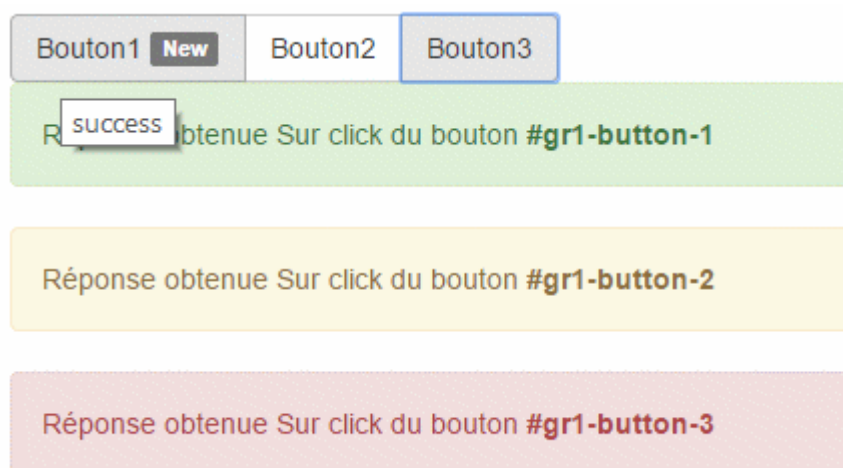 Bouton1 New Bouton2 Bouton3
success
R btenue Sur click du bouton #gr1-button-1
Réponse obtenue Sur click du bouton #gr1-button-2
Réponse obtenue Sur click du bouton #gr1-button-3